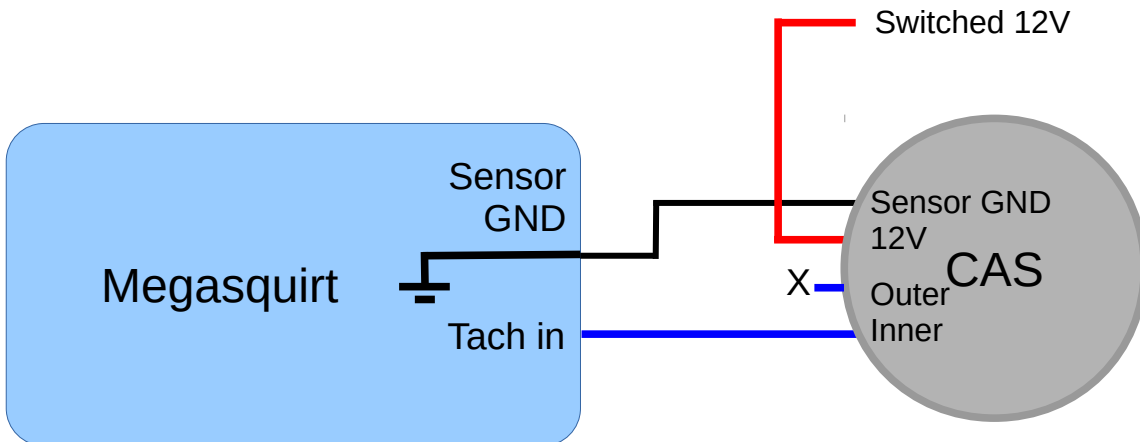 Switched 12V
Sensor
GND
Megasquirt
Tach in
Sensor GND
12V
CAS
X
Outer
Inner